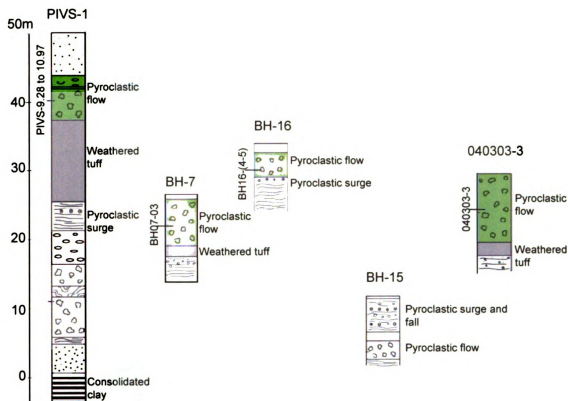 PIVS-1
50m
40
30
20
10
0
PIVS-9.28 to 10.97
Pyroclastic
flow
Weathered
tuff
Pyroclastic
surge
Consolidated
clay
BH-7
BH07-03
Pyroclastic
flow
Weathered tuff
BH-16
BH16-(4-5)
Pyroclastic flow
Pyroclastic surge
BH-15
Pyroclastic surge and
fall
Pyroclastic flow
040303-3
040303-3
Pyroclastic
flow
Weathered
tuff